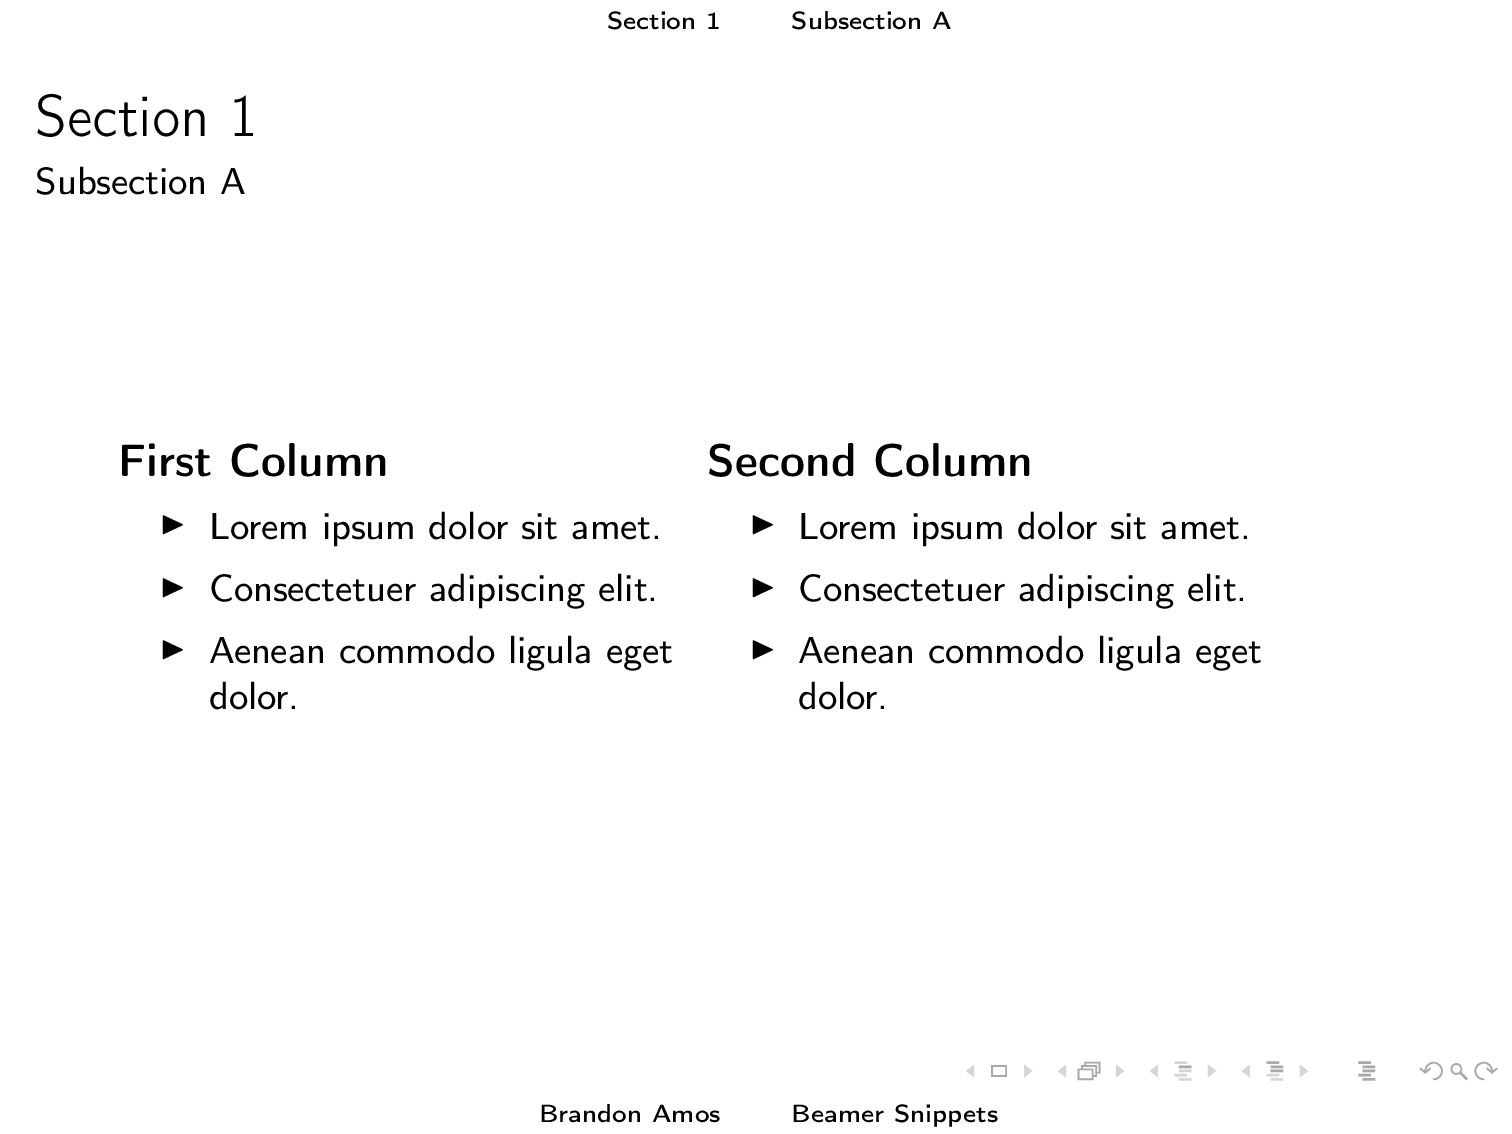 Section 1 Subsection A
Section 1
Subsection A
First Column
Lorem ipsum dolor sit amet.
Consectetuer adipiscing elit.
Aenean commodo ligula eget
dolor.
Second Column
Lorem ipsum dolor sit amet.
Consectetuer adipiscing elit.
Aenean commodo ligula eget
dolor.
Brandon Amos Beamer Snippets